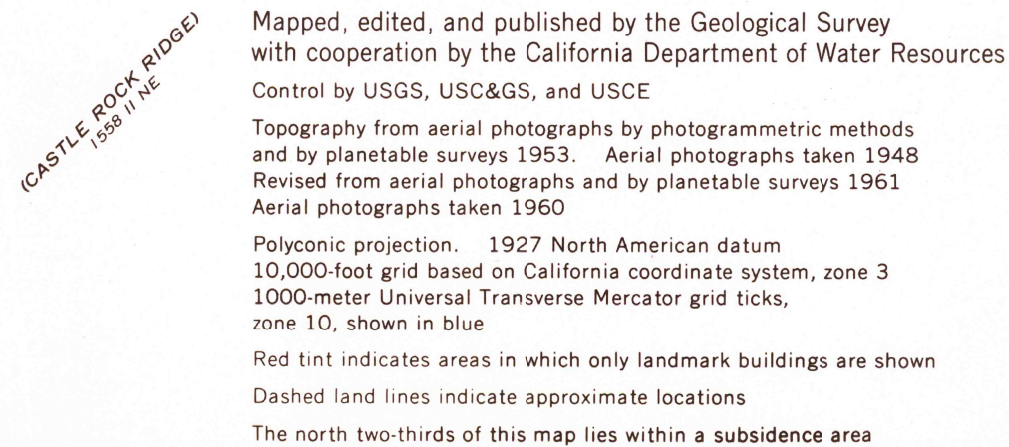 (CASTLE ROCK RIDGE)
1558 II NE
Mapped, edited, and published by the Geological Survey
with cooperation by the California Department of Water Resources
Control by USGS, USC&GS, and USCE
Topography from aerial photographs by photogrammetric methods
and by planetable surveys 1953. Aerial photographs taken 1948
Revised from aerial photographs and by planetable surveys 1961
Aerial photographs taken 1960
Polyconic projection. 1927 North American datum
10,000-foot grid based on California coordinate system, zone 3
1000-meter Universal Transverse Mercator grid ticks,
zone 10, shown in blue
Red tint indicates areas in which only landmark buildings are shown
Dashed land lines indicate approximate locations
The north two-thirds of this map lies within a subsidence area